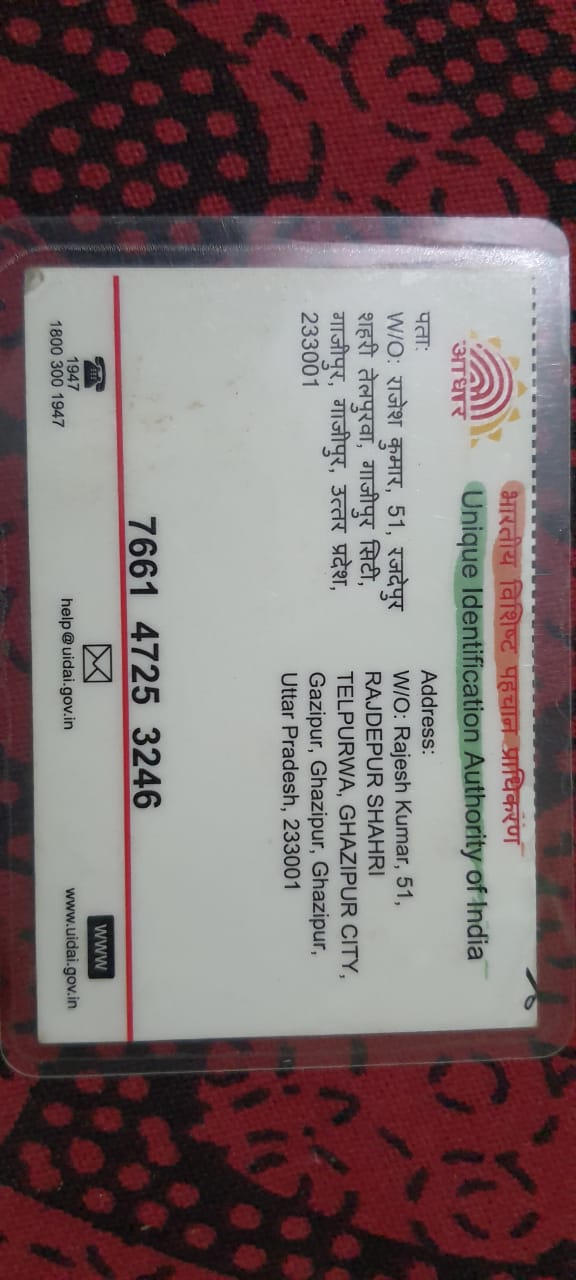 भारतीय विशिष्ट पहचान प्राधिकरण
Unique Identification Authority of India
आधार
पता:
W/O: राजेश कुमार, 51, रजदेपुर
शहरी तेलपुरवा, गाजीपुर सिटी,
गाजीपुर, गाजीपुर, उत्तर प्रदेश,
233001
Address:
W/O: Rajesh Kumar, 51,
RAJDEPUR SHAHRI
TELPURWA, GHAZIPUR CITY,
Gazipur, Ghazipur, Ghazipur,
Uttar Pradesh, 233001
7661 4725 3246
1947
1800 300 1947
help@uidai.gov.in
WWW
www.uidai.gov.in